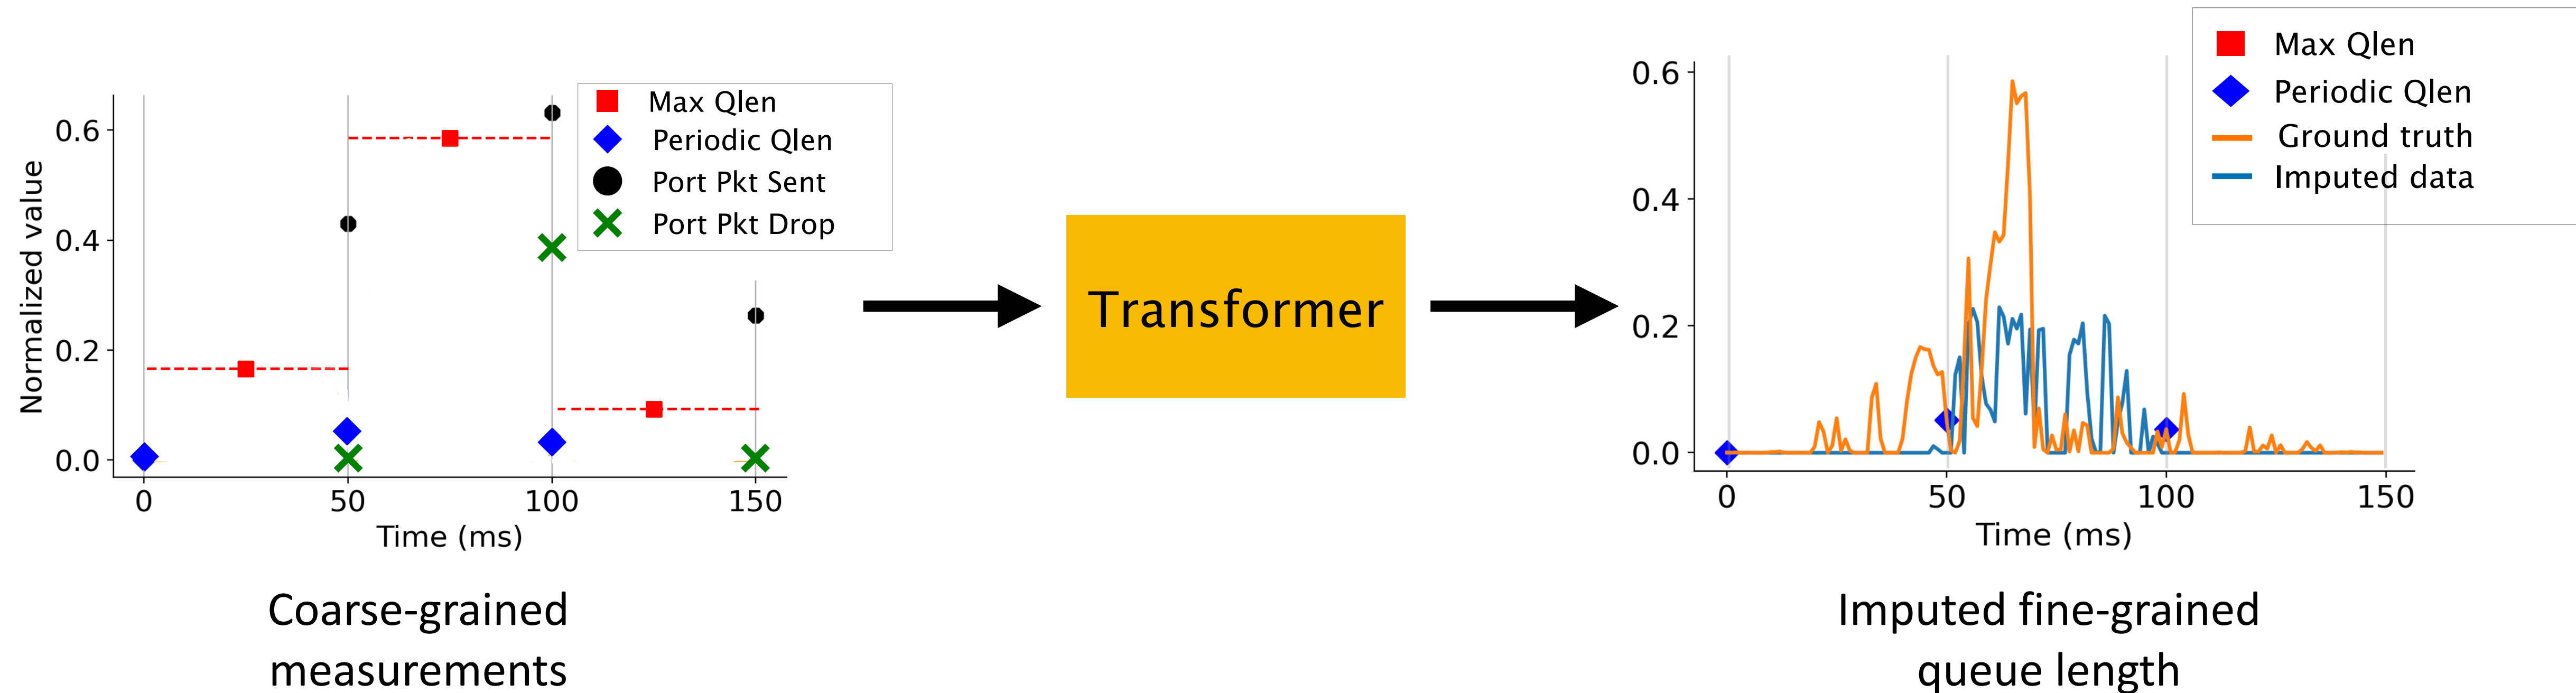 Normalized value
0.6
0.4
0.2
0.0
0 50 100 150
Time (ms)
Max Qlen
Periodic Qlen
Port Pkt Sent
Port Pkt Drop
Coarse-grained
measurements
Transformer
0.6
0.4
0.2
0.0
0 50 100 150
Time (ms)
Max Qlen
Periodic Qlen
Ground truth
Imputed data
Imputed fine-grained
queue length